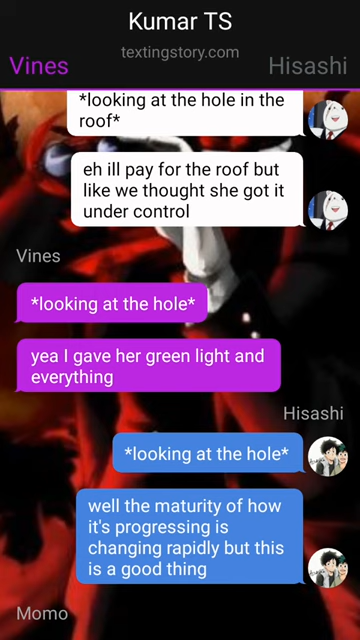 Kumar TS
textingstory.com
Vines
Hisashi
*looking at the hole in the
roof*
eh ill pay for the roof but
like we thought she got it
under control
Vines
*looking at the hole*
yea I gave her green light and
everything
Hisashi
*looking at the hole*
well the maturity of how
it's progressing is
changing rapidly but this
is a good thing
Momo